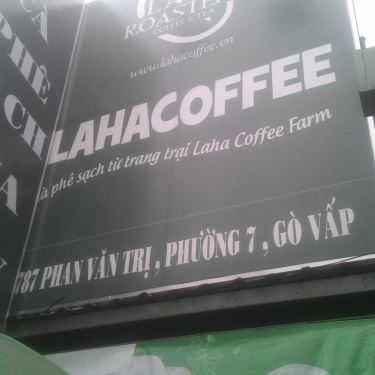 ROASTE
www.lahacoffee.vn
LAHACOFFEE
à phê sạch từ trang trại Laha Coffee Farm
787 PHAN VĂN TRỊ , PHƯỜNG 7 , GÒ VẤP
PHÊ
CH